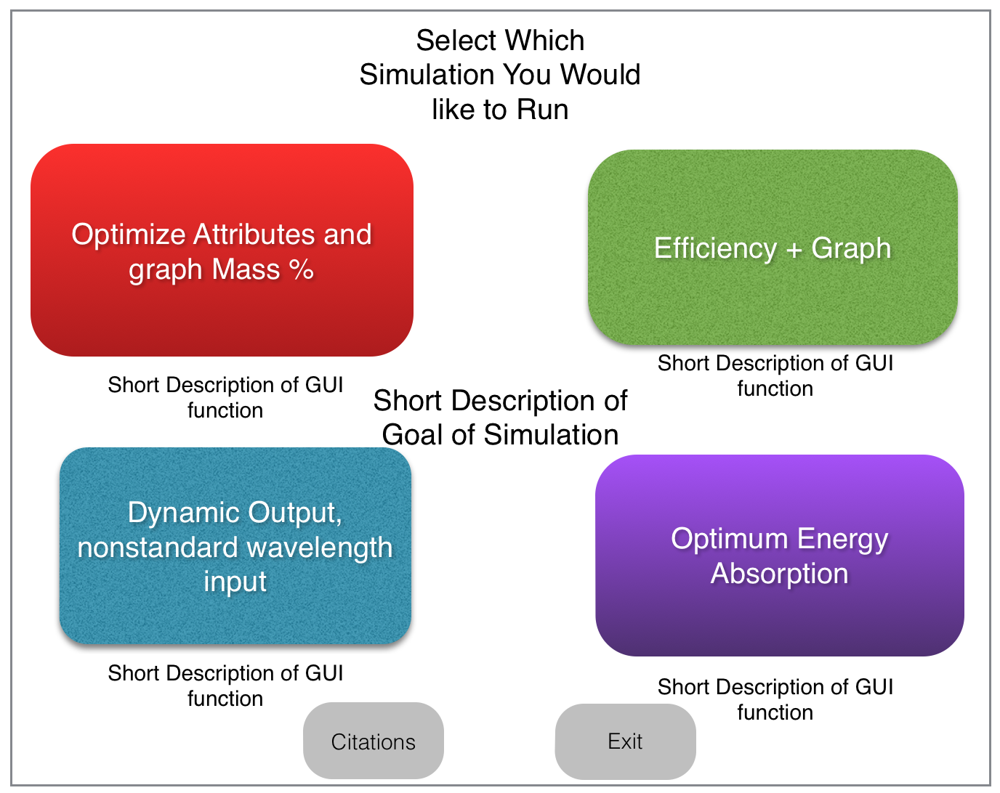 Select Which
Simulation You Would
like to Run
Optimize Attributes and
graph Mass %
Efficiency + Graph
Short Description of GUI
function
Short Description of GUI
function
Short Description of
Goal of Simulation
Dynamic Output,
nonstandard wavelength
input
Optimum Energy
Absorption
Short Description of GUI
function
Short Description of GUI
function
Citations
Exit